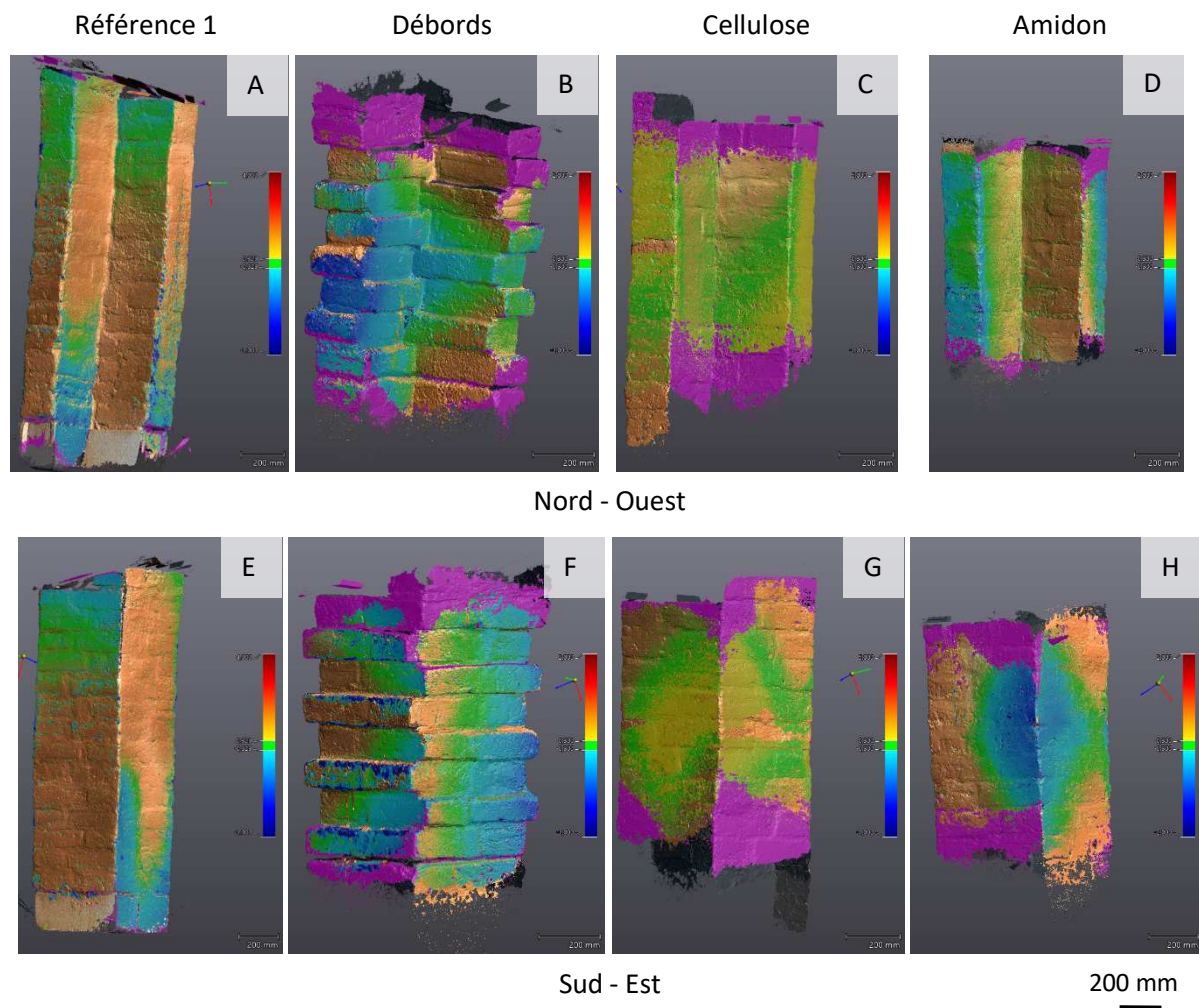 Référence 1 Débords Cellulose Amidon
A B C D
200 mm 200 mm 200 mm 200 mm
Nord - Ouest
E F G H
200 mm 200 mm 200 mm 200 mm
Sud - Est
200 mm